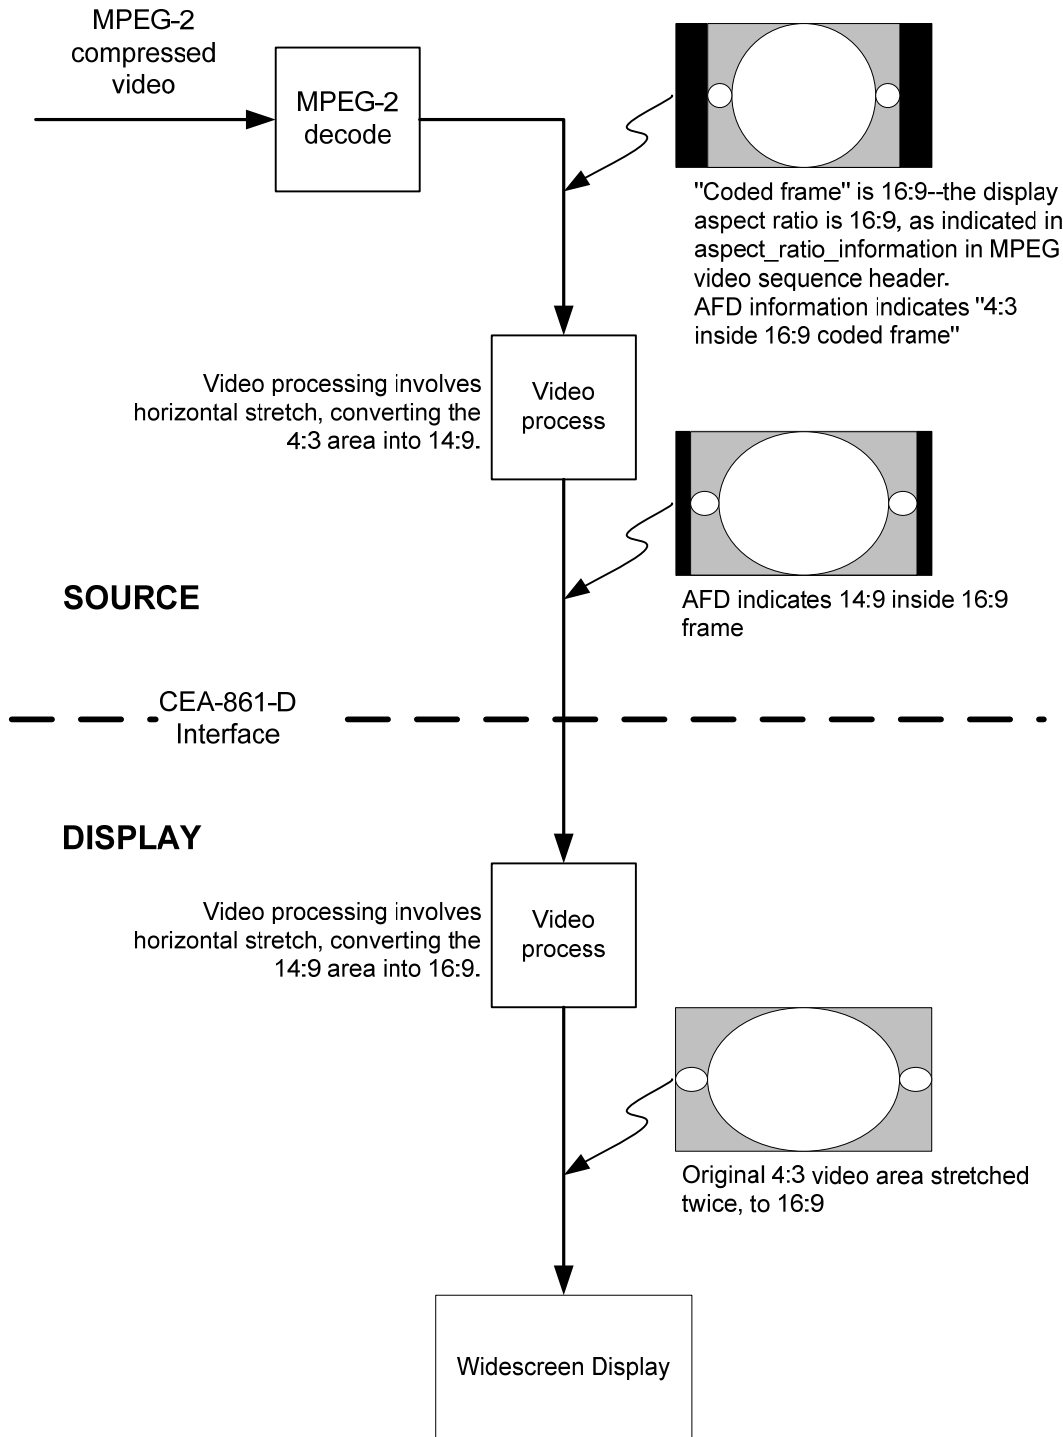 MPEG-2
compressed
video
MPEG-2
decode
"Coded frame" is 16:9--the display
aspect ratio is 16:9, as indicated in
aspect_ratio_information in MPEG
video sequence header.
AFD information indicates "4:3
inside 16:9 coded frame"
Video processing involves
horizontal stretch, converting the
4:3 area into 14:9.
Video
process
AFD indicates 14:9 inside 16:9
frame
SOURCE
CEA-861-D
Interface
DISPLAY
Video processing involves
horizontal stretch, converting the
14:9 area into 16:9.
Video
process
Original 4:3 video area stretched
twice, to 16:9
Widescreen Display